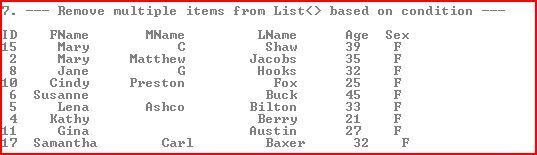 7. --- Remove multiple items from List<> based on condition ---
ID FName MName LName Age Sex
15 Mary C Shaw 39 F
2 Mary Matthew Jacobs 35 F
8 Jane G Hooks 32 F
10 Cindy Preston Fox 25 F
6 Susanne Buck 45 F
5 Lena Ashco Bilton 33 F
4 Kathy Berry 21 F
11 Gina Austin 27 F
17 Samantha Carl Baxer 32 F